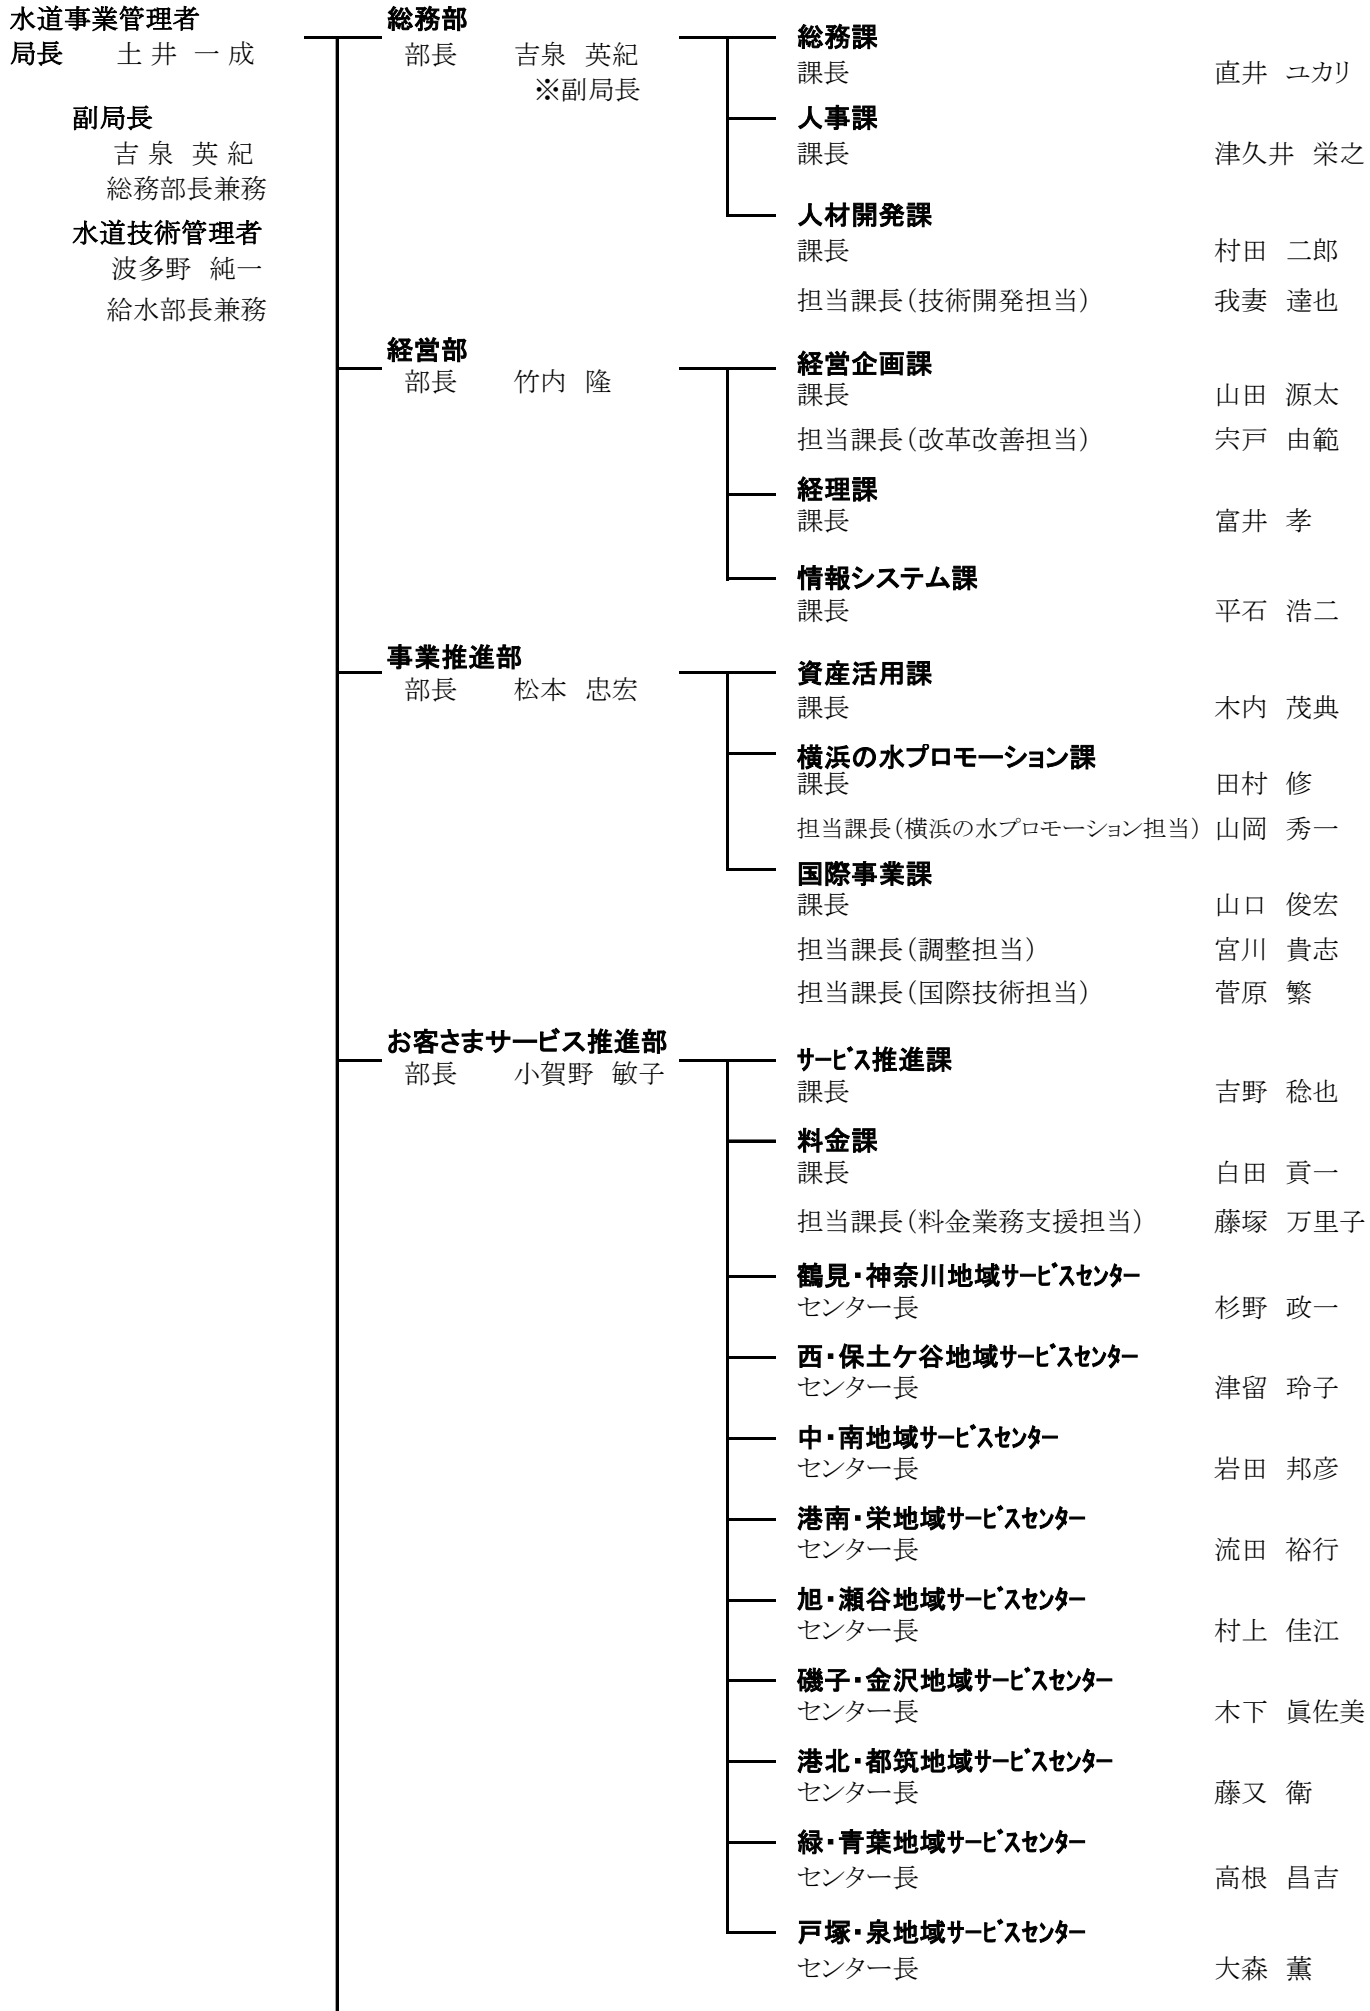 水道事業管理者
局長 土井 一成
副局長
吉泉 英紀
総務部長兼務
水道技術管理者
波多野 純一
給水部長兼務
総務部
部長 吉泉 英紀
※副局長
総務課
課長 直井 ユカリ
人事課
課長 津久井 栄之
人材開発課
課長 村田 二郎
担当課長(技術開発担当) 我妻 達也
経営部
部長 竹内 隆
経営企画課
課長 山田 源太
担当課長(改革改善担当) 宍戸 由範
経理課
課長 富井 孝
情報システム課
課長 平石 浩二
事業推進部
部長 松本 忠宏
資産活用課
課長 木内 茂典
横浜の水プロモーション課
課長 田村 修
担当課長(横浜の水プロモーション担当) 山岡 秀一
国際事業課
課長 山口 俊宏
担当課長(調整担当) 宮川 貴志
担当課長(国際技術担当) 菅原 繁
お客さまサービス推進部
部長 小賀野 敏子
サービス推進課
課長 吉野 稔也
料金課
課長 白田 貢一
担当課長(料金業務支援担当) 藤塚 万里子
鶴見・神奈川地域サービスセンター
センター長 杉野 政一
西・保土ケ谷地域サービスセンター
センター長 津留 玲子
中・南地域サービスセンター
センター長 岩田 邦彦
港南・栄地域サービスセンター
センター長 流田 裕行
旭・瀬谷地域サービスセンター
センター長 村上 佳江
磯子・金沢地域サービスセンター
センター長 木下 眞佐美
港北・都筑地域サービスセンター
センター長 藤又 衛
緑・青葉地域サービスセンター
センター長 高根 昌吉
戸塚・泉地域サービスセンター
センター長 大森 薫